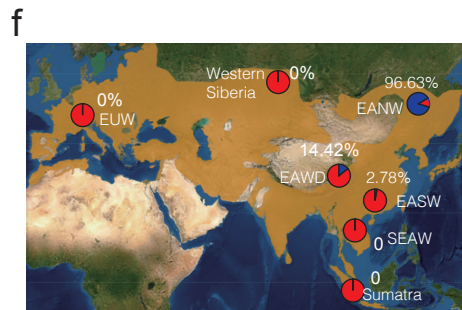 f
Western
Siberia
0%
0%
EUW
96.63%
EANW
14.42%
EAWD
2.78%
EASW
SEAW
0
0
Sumatra